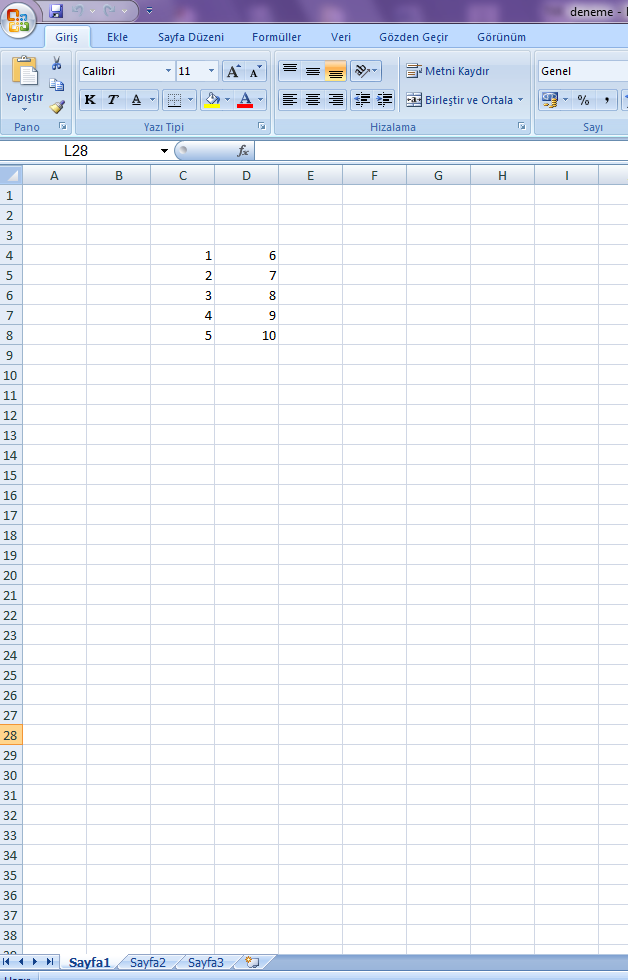 deneme -
Giriş Ekle Sayfa Düzeni Formüller Veri Gözden Geçir Görünüm
Calibri 11 A A Metni Kaydır Genel
Yapıştır K T A A Birleştir ve Ortala % ,
Pano Yazı Tipi Hizalama Sayı
L28 fx
A B C D E F G H I
1
2
3
4 1 6
5 2 7
6 3 8
7 4 9
8 5 10
9
10
11
12
13
14
15
16
17
18
19
20
21
22
23
24
25
26
27
28
29
30
31
32
33
34
35
36
37
38
Sayfa1 Sayfa2 Sayfa3